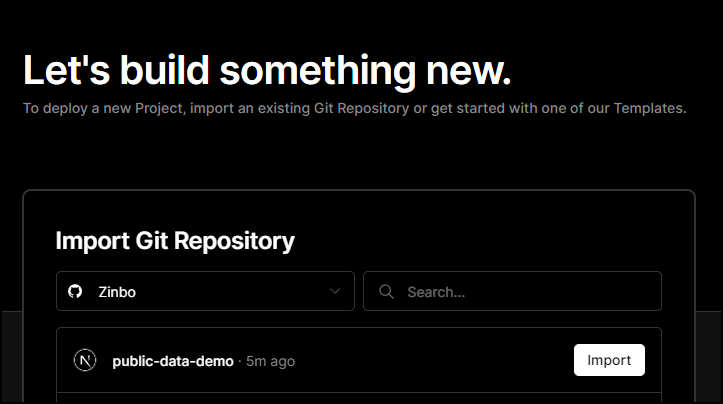 Let's build something new.
To deploy a new Project, import an existing Git Repository or get started with one of our Templates.
Import Git Repository
Zinbo
Search...
N
public-data-demo · 5m ago
Import